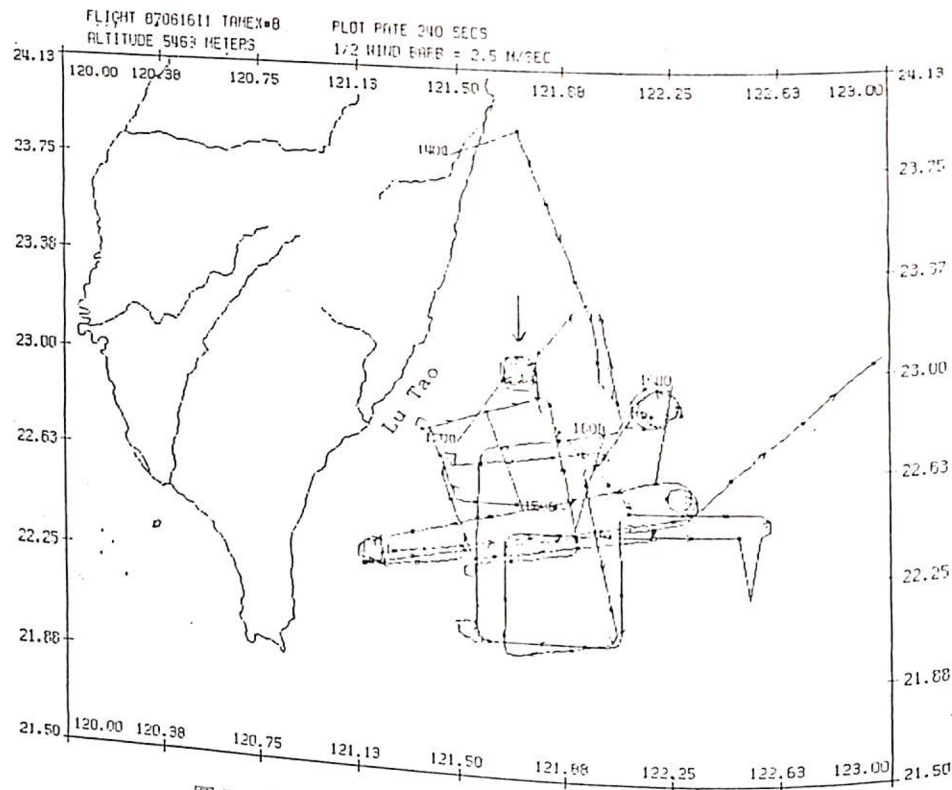 FLIGHT 87061611 TAMEX#8 PLOT RATE 240 SECS
ALTITUDE 5463 METERS 1/2 WIND BARB = 2.5 M/SEC
24.13 120.00 120.38 120.75 121.13 121.50 121.88 122.25 122.63 123.00 24.13
23.75 1400 23.75
23.38 23.37
23.00 23.00
Lu Tao
22.63 1600 22.63
22.25 22.25
21.88 21.88
21.50 120.00 120.38 120.75 121.13 121.50 121.88 122.25 122.63 123.00 21.50